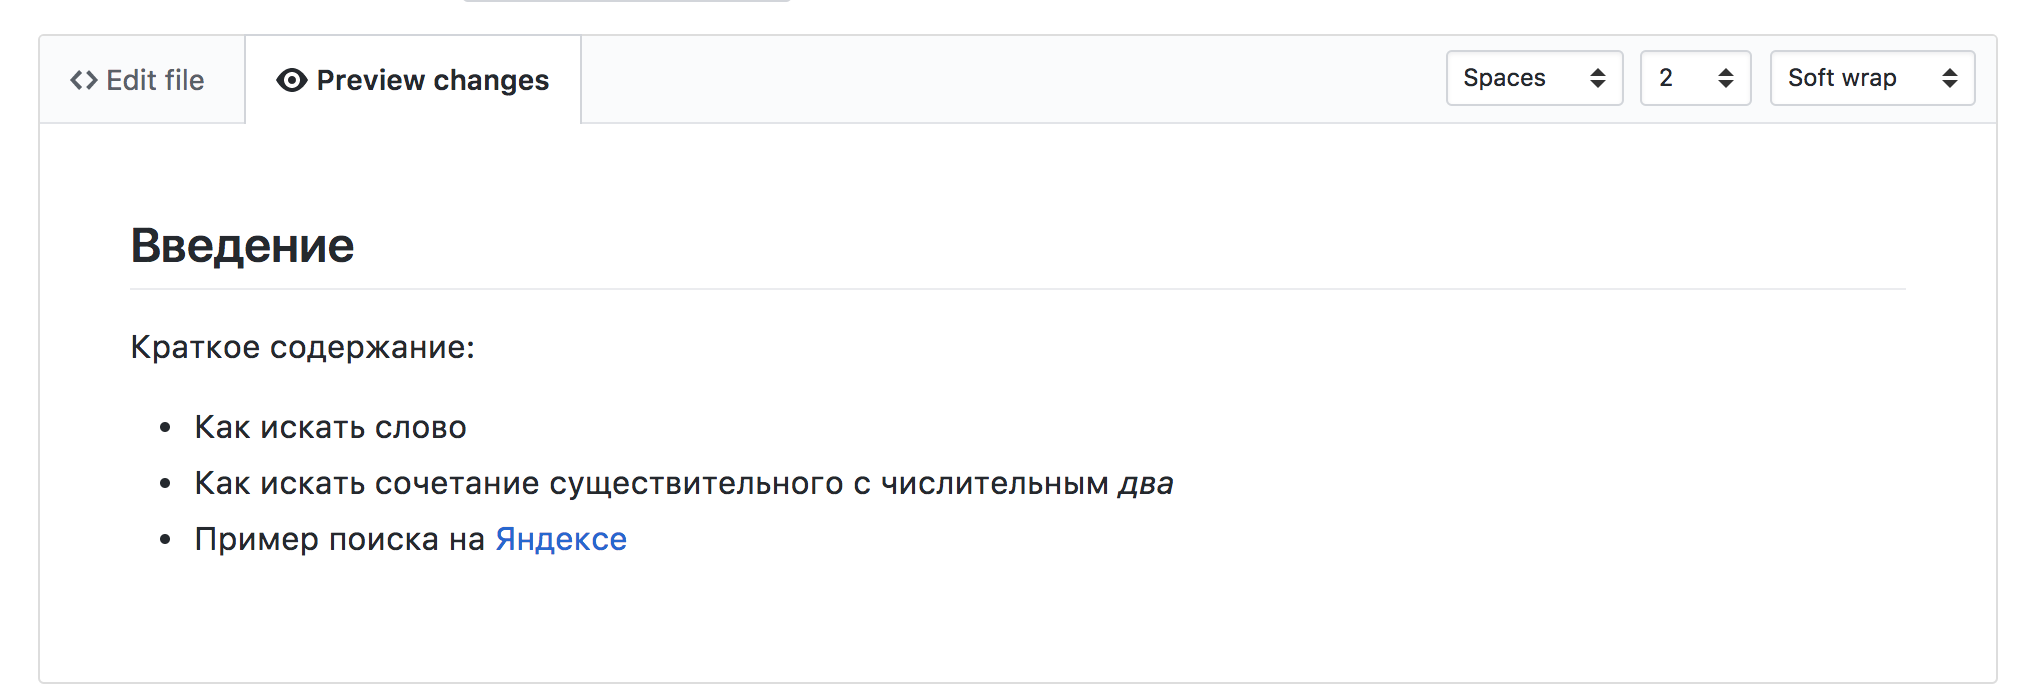 Edit file
Preview changes
Spaces
2
Soft wrap
Введение
Краткое содержание:
Как искать слово
Как искать сочетание существительного с числительным два
Пример поиска на Яндексе